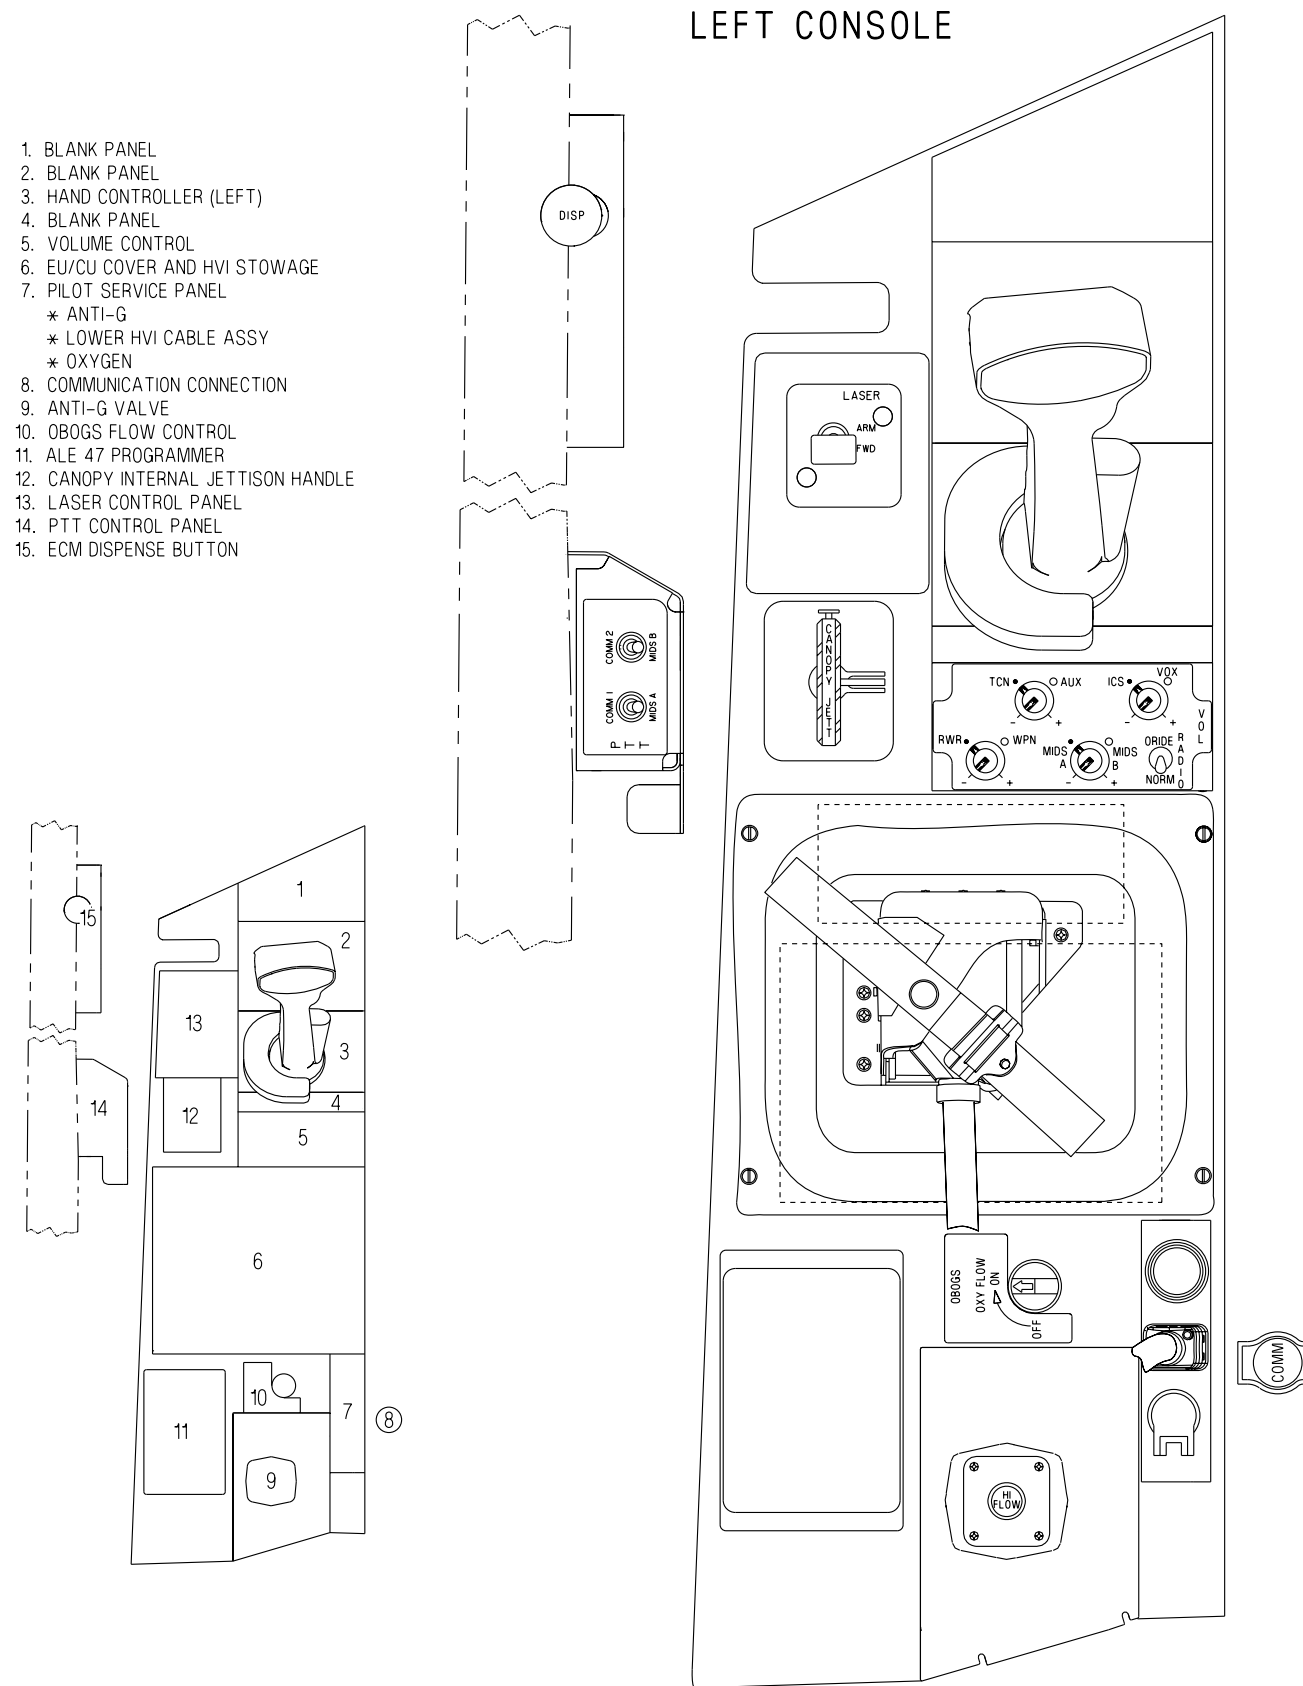 LEFT CONSOLE
1. BLANK PANEL
2. BLANK PANEL
3. HAND CONTROLLER (LEFT)
4. BLANK PANEL
5. VOLUME CONTROL
6. EU/CU COVER AND HVI STOWAGE
7. PILOT SERVICE PANEL
* ANTI-G
* LOWER HVI CABLE ASSY
* OXYGEN
8. COMMUNICATION CONNECTION
9. ANTI-G VALVE
10. OBOGS FLOW CONTROL
11. ALE 47 PROGRAMMER
12. CANOPY INTERNAL JETTISON HANDLE
13. LASER CONTROL PANEL
14. PTT CONTROL PANEL
15. ECM DISPENSE BUTTON
DISP
LASER
ARM
FWD
COMM 2
MIDS B
COMM 1
MIDS A
PTT
CANOPY JETT
TCN
AUX
ICS
VOX
- +
- +
VOL
RADIO
RWR
WPN
MIDS A
MIDS B
ORIDE
NORM
- +
- +
OBOGS
OXY FLOW
ON
OFF
COMM
HI
FLOW
1
15
2
13
3
14
12
4
5
6
10
7
8
11
9